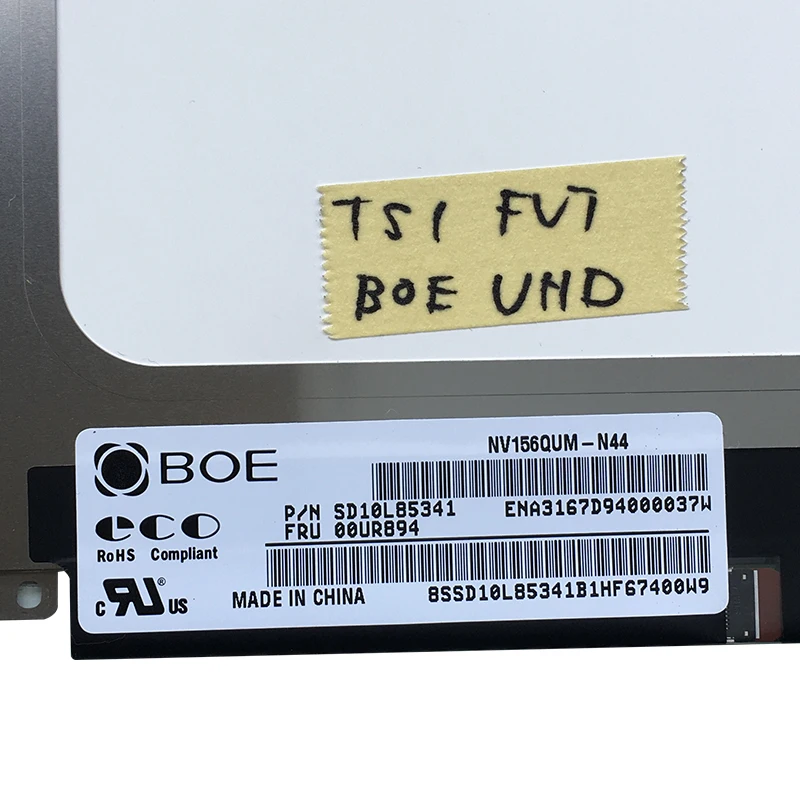 TS1 FVT
BOE UND
BOE
NV156QUM-N44
P/N SD10L85341
ENA3167D94000037W
FRU 00UR894
eco
RoHS Compliant
c RU® US
MADE IN CHINA
8SSD10L85341B1HF67400W9